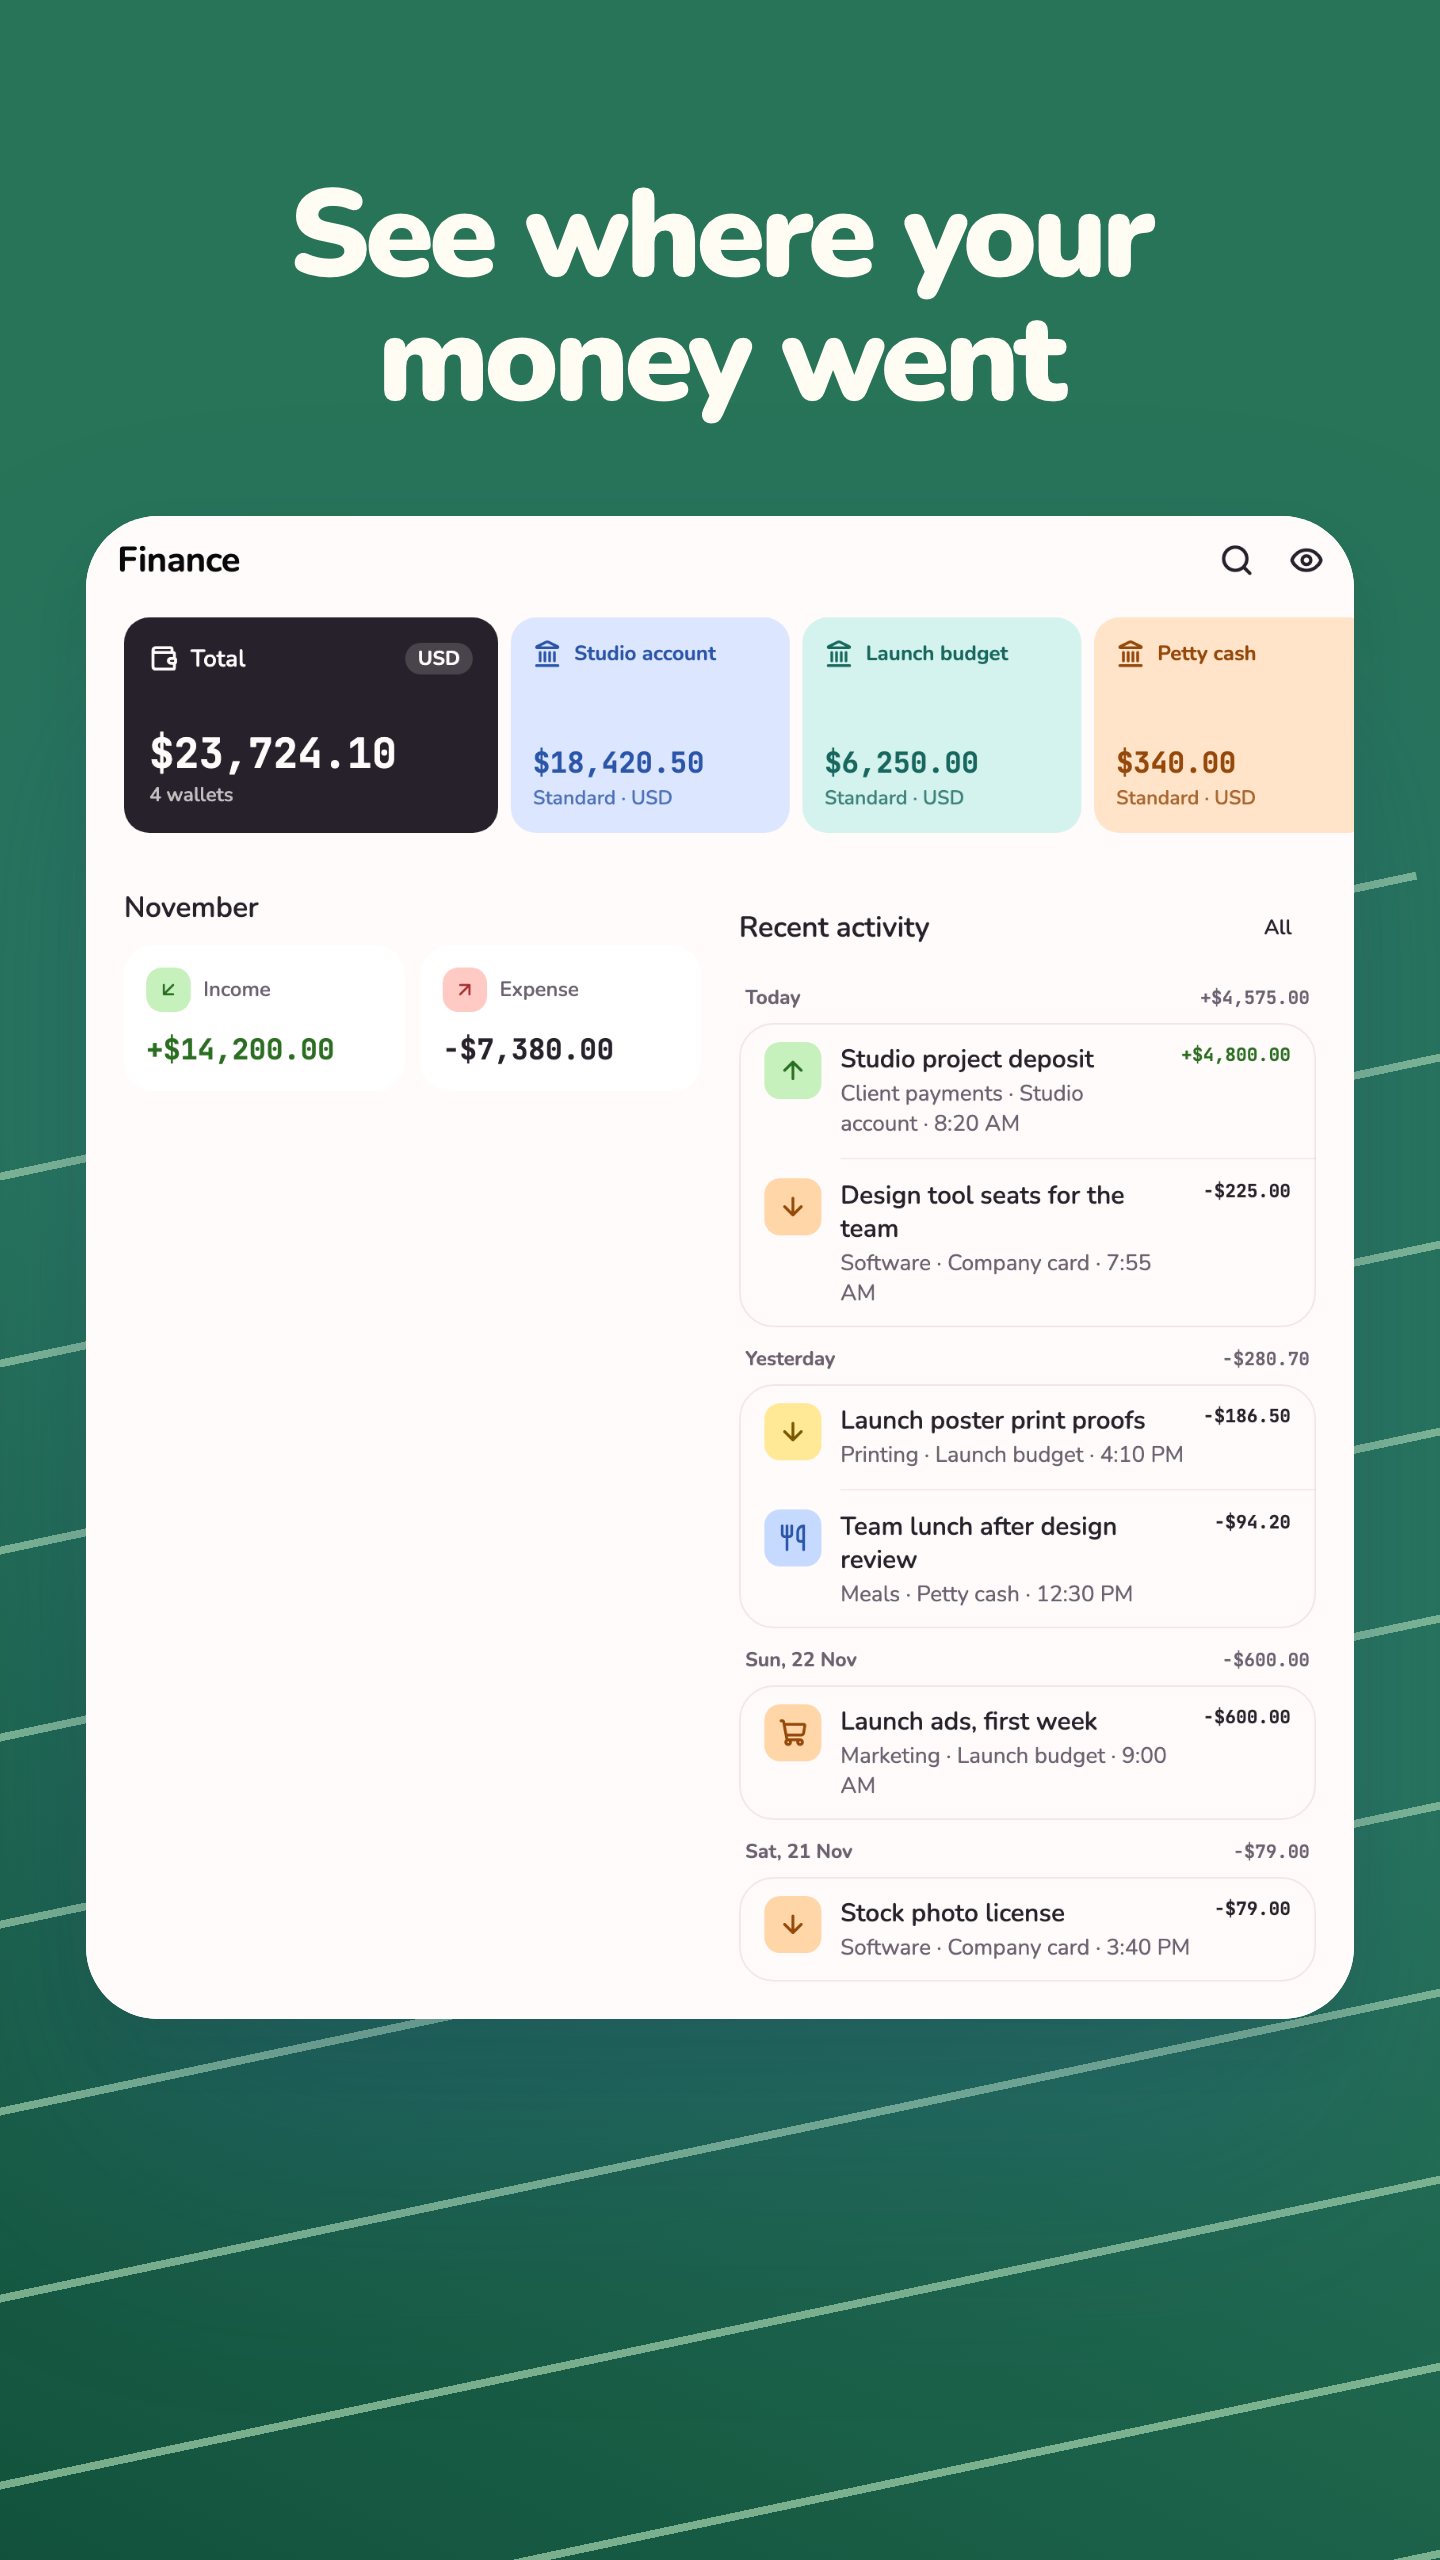 See where your
money went
Finance
Total
USD
$23,724.10
4 wallets
Studio account
$18,420.50
Standard · USD
Launch budget
$6,250.00
Standard · USD
Petty cash
$340.00
Standard · USD
November
Income
+$14,200.00
Expense
-$7,380.00
Recent activity
All
Today
+$4,575.00
Studio project deposit
+$4,800.00
Client payments · Studio
account · 8:20 AM
Design tool seats for the
team
-$225.00
Software · Company card · 7:55
AM
Yesterday
-$280.70
Launch poster print proofs
-$186.50
Printing · Launch budget · 4:10 PM
Team lunch after design
review
-$94.20
Meals · Petty cash · 12:30 PM
Sun, 22 Nov
-$600.00
Launch ads, first week
-$600.00
Marketing · Launch budget · 9:00
AM
Sat, 21 Nov
-$79.00
Stock photo license
-$79.00
Software · Company card · 3:40 PM